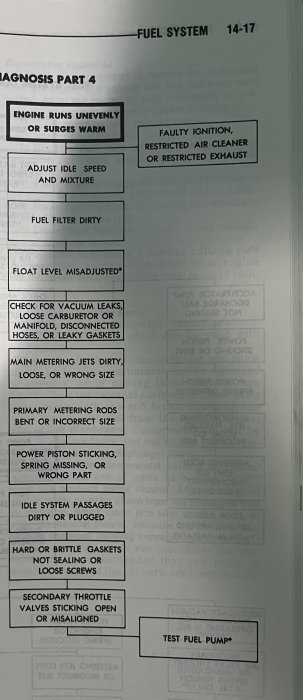 FUEL SYSTEM 14-17
IAGNOSIS PART 4
ENGINE RUNS UNEVENLY
OR SURGES WARM
FAULTY IGNITION,
RESTRICTED AIR CLEANER
OR RESTRICTED EXHAUST
ADJUST IDLE SPEED
AND MIXTURE
FUEL FILTER DIRTY
FLOAT LEVEL MISADJUSTED*
CHECK FOR VACUUM LEAKS,
LOOSE CARBURETOR OR
MANIFOLD, DISCONNECTED
HOSES, OR LEAKY GASKETS
MAIN METERING JETS DIRTY,
LOOSE, OR WRONG SIZE
PRIMARY METERING RODS
BENT OR INCORRECT SIZE
POWER PISTON STICKING,
SPRING MISSING, OR
WRONG PART
IDLE SYSTEM PASSAGES
DIRTY OR PLUGGED
HARD OR BRITTLE GASKETS
NOT SEALING OR
LOOSE SCREWS
SECONDARY THROTTLE
VALVES STICKING OPEN
OR MISALIGNED
TEST FUEL PUMP*